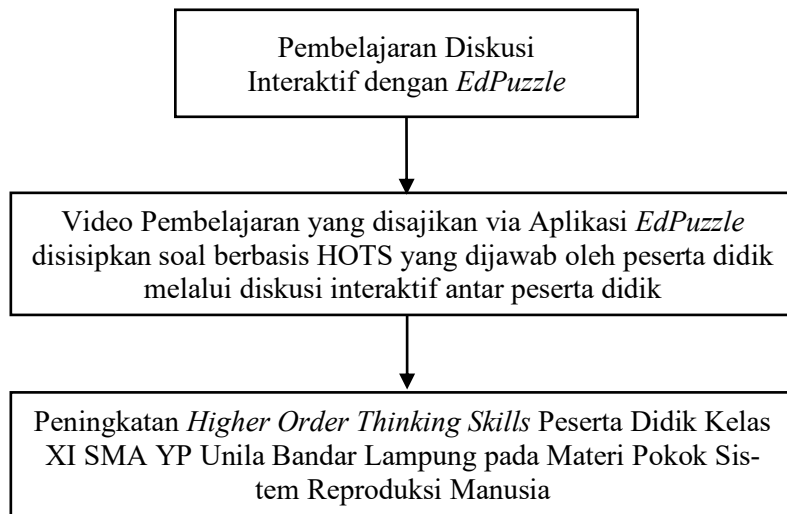 Pembelajaran Diskusi
Interaktif dengan EdPuzzle
Video Pembelajaran yang disajikan via Aplikasi EdPuzzle
disisipkan soal berbasis HOTS yang dijawab oleh peserta didik
melalui diskusi interaktif antar peserta didik
Peningkatan Higher Order Thinking Skills Peserta Didik Kelas
XI SMA YP Unila Bandar Lampung pada Materi Pokok Sis-
tem Reproduksi Manusia